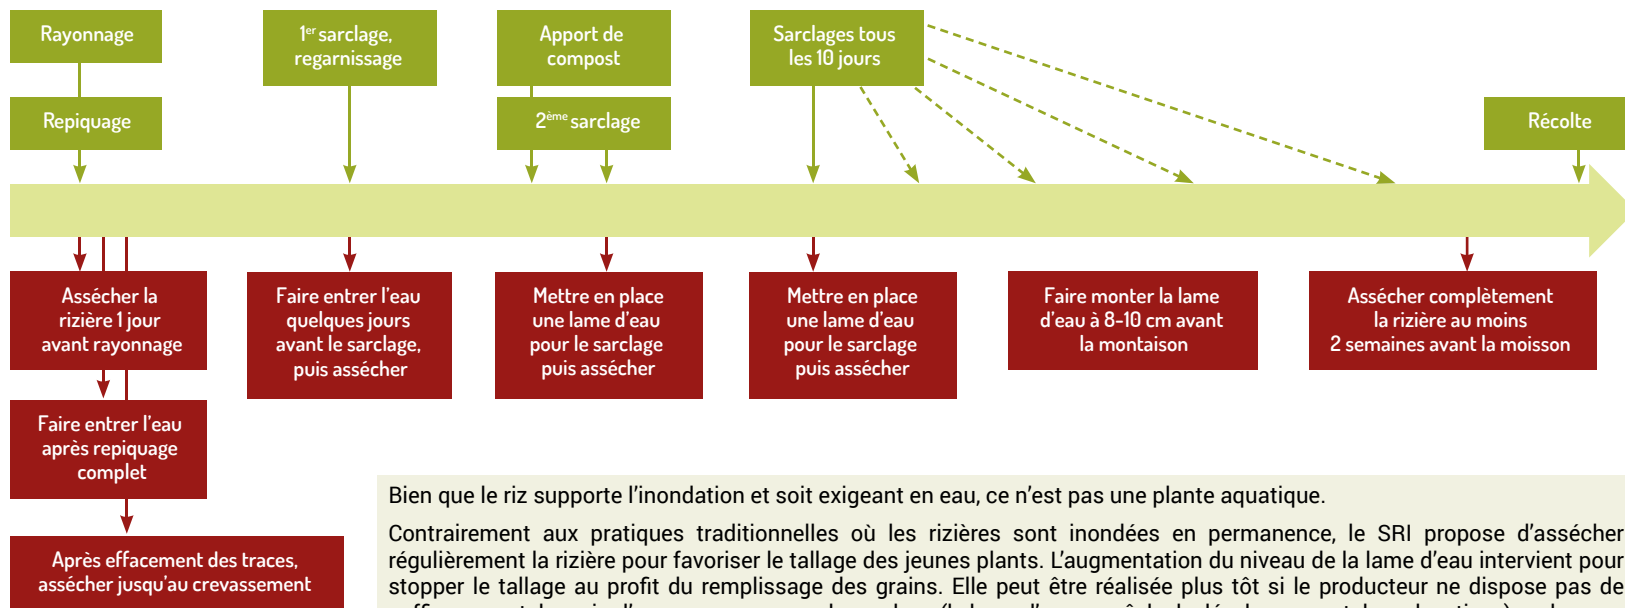 Rayonnage
Repiquage
1er sarclage,
regarnissage
Apport de
compost
2ème sarclage
Sarclages tous
les 10 jours
Récolte
Assécher la
rizière 1 jour
avant rayonnage
Faire entrer l'eau
après repiquage
complet
Après effacement des traces,
assécher jusqu'au crevassement
Faire entrer l'eau
quelques jours
avant le sarclage,
puis assécher
Mettre en place
une lame d'eau
pour le sarclage
puis assécher
Mettre en place
une lame d'eau
pour le sarclage
puis assécher
Faire monter la lame
d'eau à 8-10 cm avant
la montaison
Assécher complètement
la rizière au moins
2 semaines avant la moisson
Bien que le riz supporte l'inondation et soit exigeant en eau, ce n'est pas une plante aquatique.
Contrairement aux pratiques traditionnelles où les rizières sont inondées en permanence, le SRI propose d'assécher
régulièrement la rizière pour favoriser le tallage des jeunes plants. L'augmentation du niveau de la lame d'eau intervient pour
stopper le tallage au profit du remplissage des grains. Elle peut être réalisée plus tôt si le producteur ne dispose pas de